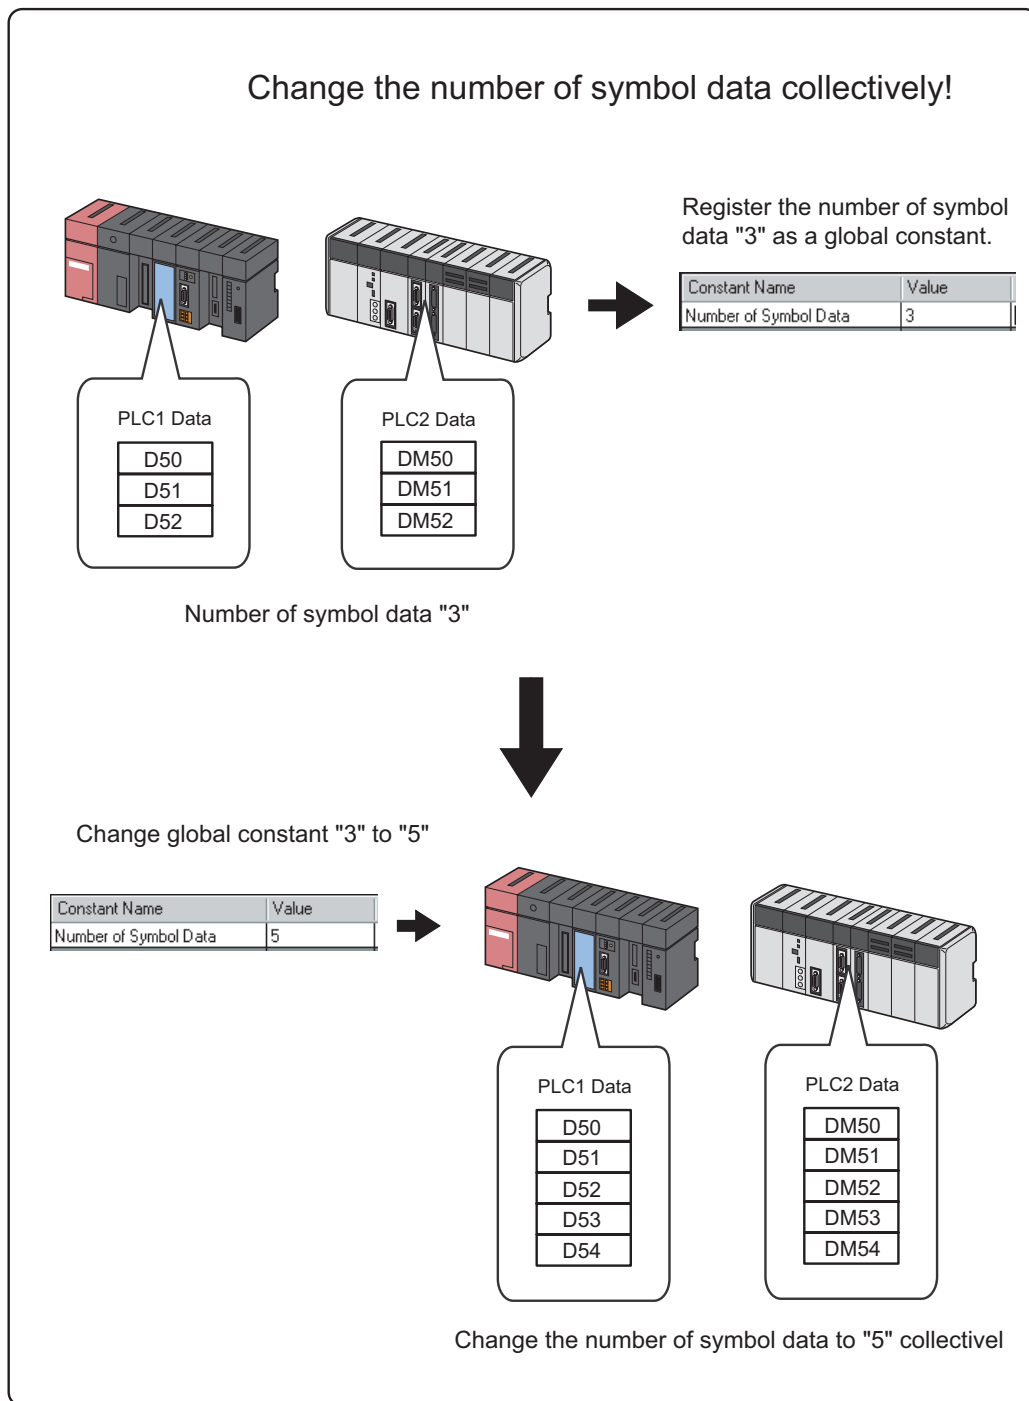 Change the number of symbol data collectively!
Register the number of symbol
data "3" as a global constant.
Constant Name Value
Number of Symbol Data 3
PLC1 Data
D50
D51
D52
PLC2 Data
DM50
DM51
DM52
Number of symbol data "3"
Change global constant "3" to "5"
Constant Name Value
Number of Symbol Data 5
PLC1 Data
D50
D51
D52
D53
D54
PLC2 Data
DM50
DM51
DM52
DM53
DM54
Change the number of symbol data to "5" collectivel